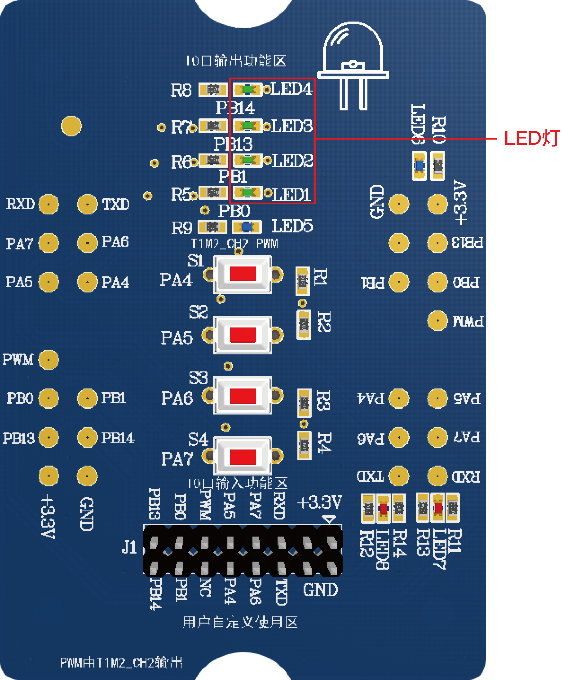 IO口输出功能区
R8 LED4
PB14
R7 LED3
PB13
R6 LED2
PB1
R5 LED1
PB0
R9 LED5
T1M2_CH2 PWM
LED灯
LED6 R10
RXD TXD
PA7 PA6
PA5 PA4
PWM
PB0 PB1
PB13 PB14
+3.3V GND
GND +3.3V
PB13
PB1 PB0
PWM
PA4 PA5
PA6 PA7
TXD RXD
S1
PA4
R1
S2
PA5
R2
S3
PA6
R3
S4
PA7
R4
IO口输入功能区
PB13 PB0 PWM PA5 PA7 RXD +3.3V
J1
PB14 PB1 NC PA4 PA6 TXD GND
R12 LED8 R14 R13 LED7 R11
用户自定义使用区
PWM由T1M2_CH2输出